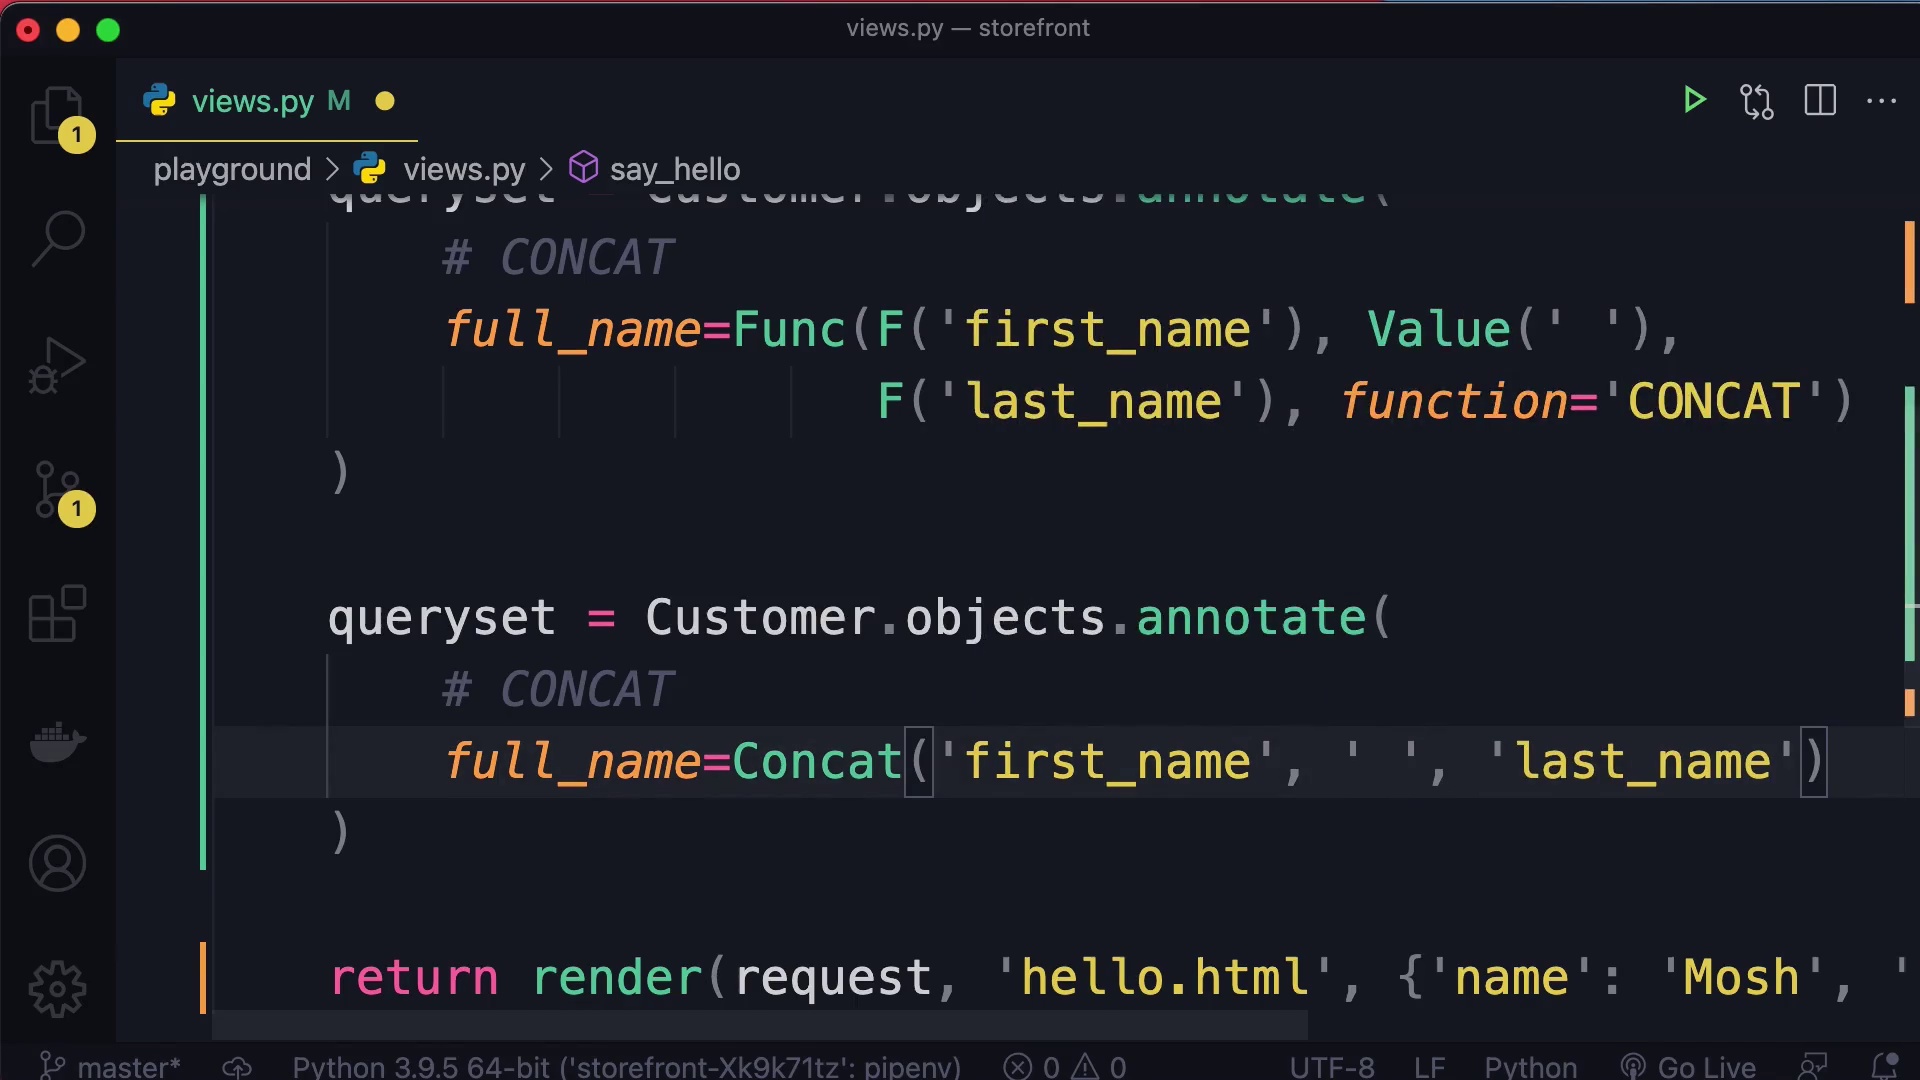 views.py — storefront
views.py M
1
playground > views.py > say_hello
queryset = Customer.objects.annotate(
# CONCAT
full_name=Func(F('first_name'), Value(' '),
F('last_name'), function='CONCAT')
)
1
queryset = Customer.objects.annotate(
# CONCAT
full_name=Concat('first_name', ' ', 'last_name')
)
return render(request, 'hello.html', {'name': 'Mosh', '
master* Python 3.9.5 64-bit ('storefront-Xk9k71tz': pipenv) 0 0 UTF-8 LF Python Go Live